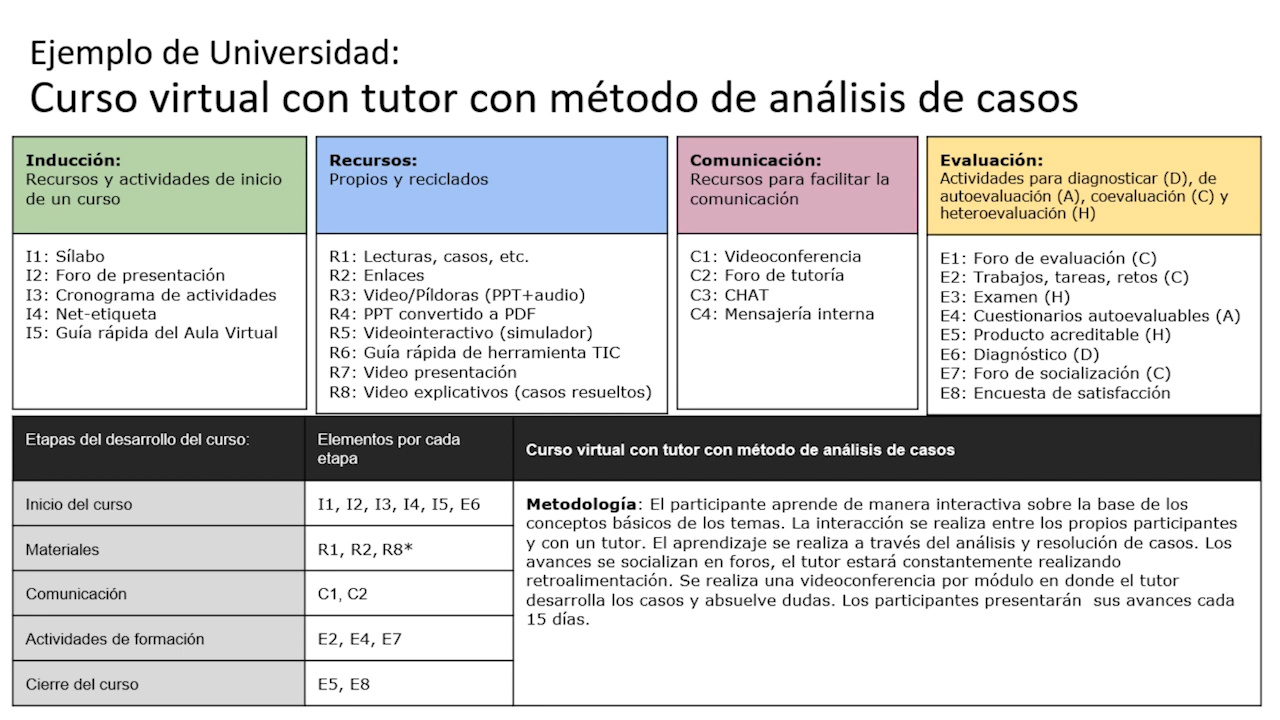 Ejemplo de Universidad:
Curso virtual con tutor con método de análisis de casos
Inducción:
Recursos y actividades de inicio
de un curso
I1: Sílabo
I2: Foro de presentación
I3: Cronograma de actividades
I4: Net-etiqueta
I5: Guía rápida del Aula Virtual
Recursos:
Propios y reciclados
R1: Lecturas, casos, etc.
R2: Enlaces
R3: Video/Píldoras (PPT+audio)
R4: PPT convertido a PDF
R5: Videointeractivo (simulador)
R6: Guía rápida de herramienta TIC
R7: Video presentación
R8: Video explicativos (casos resueltos)
Comunicación:
Recursos para facilitar la
comunicación
C1: Videoconferencia
C2: Foro de tutoría
C3: CHAT
C4: Mensajería interna
Evaluación:
Actividades para diagnosticar (D), de
autoevaluación (A), coevaluación (C) y
heteroevaluación (H)
E1: Foro de evaluación (C)
E2: Trabajos, tareas, retos (C)
E3: Examen (H)
E4: Cuestionarios autoevaluables (A)
E5: Producto acreditable (H)
E6: Diagnóstico (D)
E7: Foro de socialización (C)
E8: Encuesta de satisfacción
Etapas del desarrollo del curso:
Elementos por cada
etapa
Curso virtual con tutor con método de análisis de casos
Inicio del curso
I1, I2, I3, I4, I5, E6
Materiales
R1, R2, R8*
Comunicación
C1, C2
Actividades de formación
E2, E4, E7
Cierre del curso
E5, E8
Metodología: El participante aprende de manera interactiva sobre la base de los
conceptos básicos de los temas. La interacción se realiza entre los propios participantes
y con un tutor. El aprendizaje se realiza a través del análisis y resolución de casos. Los
avances se socializan en foros, el tutor estará constantemente realizando
retroalimentación. Se realiza una videoconferencia por módulo en donde el tutor
desarrolla los casos y absuelve dudas. Los participantes presentarán  sus avances cada
15 días.